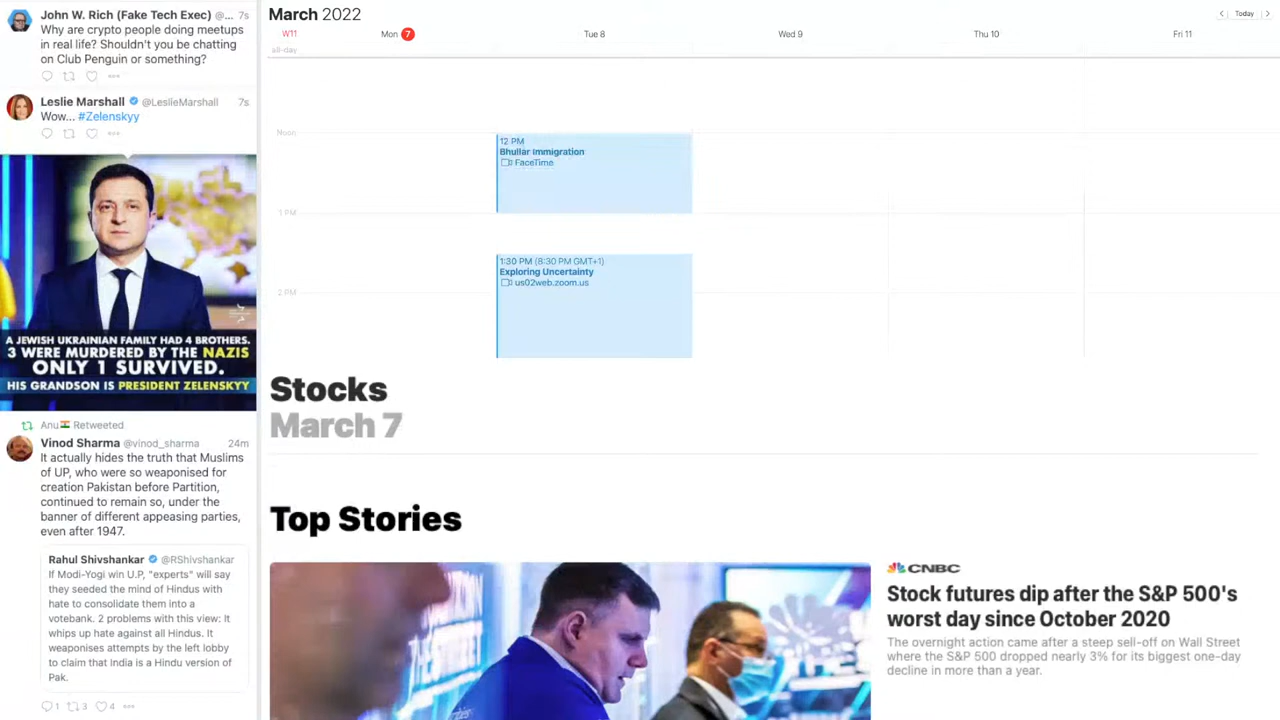 John W. Rich (Fake Tech Exec) @... 7s
Why are crypto people doing meetups
in real life? Shouldn't you be chatting
on Club Penguin or something?
Leslie Marshall @LeslieMarshall 7s
Wow... #Zelenskyy
A JEWISH UKRAINIAN FAMILY HAD 4 BROTHERS.
3 WERE MURDERED BY THE NAZIS
ONLY 1 SURVIVED.
HIS GRANDSON IS PRESIDENT ZELENSKYY
Anu Retweeted
Vinod Sharma @vinod_sharma 24m
It actually hides the truth that Muslims
of UP, who were so weaponised for
creation Pakistan before Partition,
continued to remain so, under the
banner of different appeasing parties,
even after 1947.
Rahul Shivshankar @RShivshankar
If Modi-Yogi win U.P, "experts" will say
they seeded the mind of Hindus with
hate to consolidate them into a
votebank. 2 problems with this view: It
whips up hate against all Hindus. It
weaponises attempts by the left lobby
to claim that India is a Hindu version of
Pak.
1 3 4
March 2022
Today
W11 Mon 7 Tue 8 Wed 9 Thu 10 Fri 11
all-day
Noon
12 PM
Bhullar Immigration
FaceTime
1 PM
1:30 PM (8:30 PM GMT+1)
Exploring Uncertainty
us02web.zoom.us
2 PM
Stocks
March 7
Top Stories
CNBC
Stock futures dip after the S&P 500's
worst day since October 2020
The overnight action came after a steep sell-off on Wall Street
where the S&P 500 dropped nearly 3% for its biggest one-day
decline in more than a year.